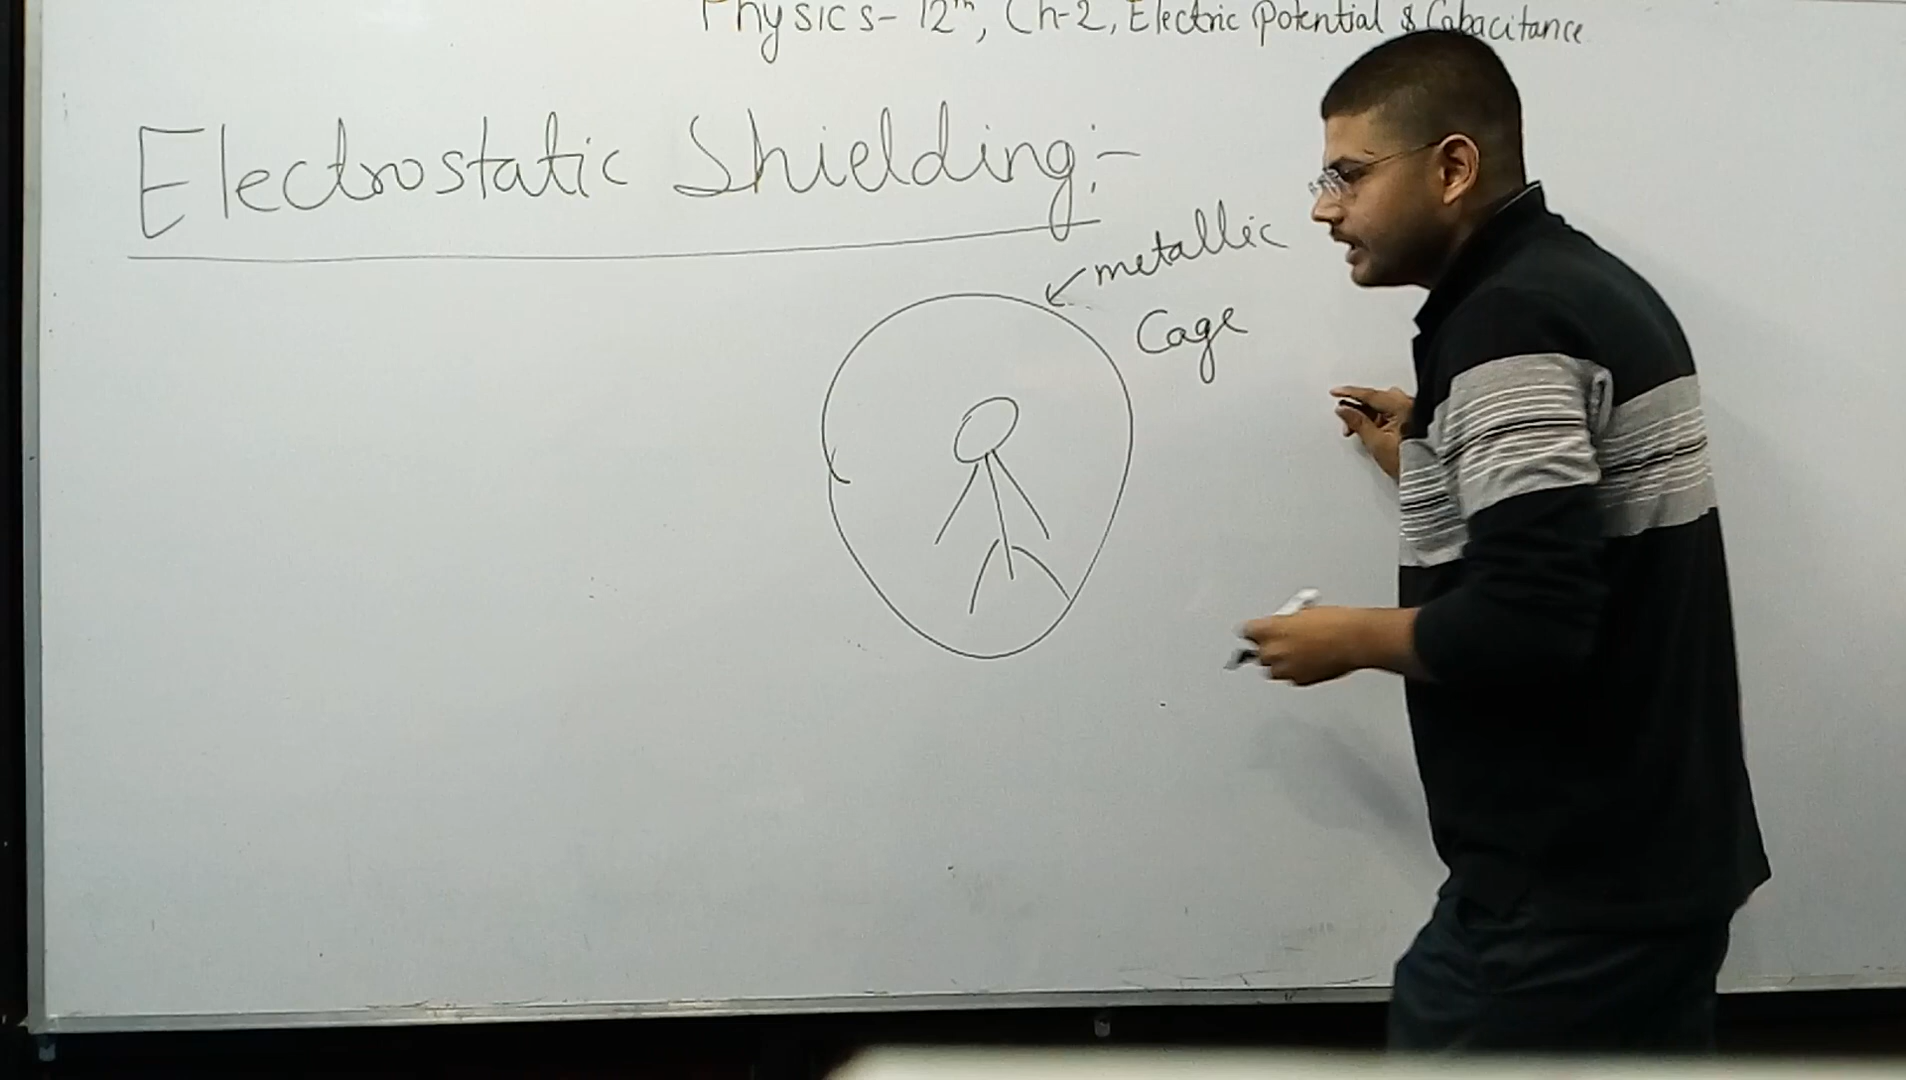 Physics- 12th, Ch-2, Electric Potential & Capacitance
Electrostatic Shielding:-
metallic
Cage